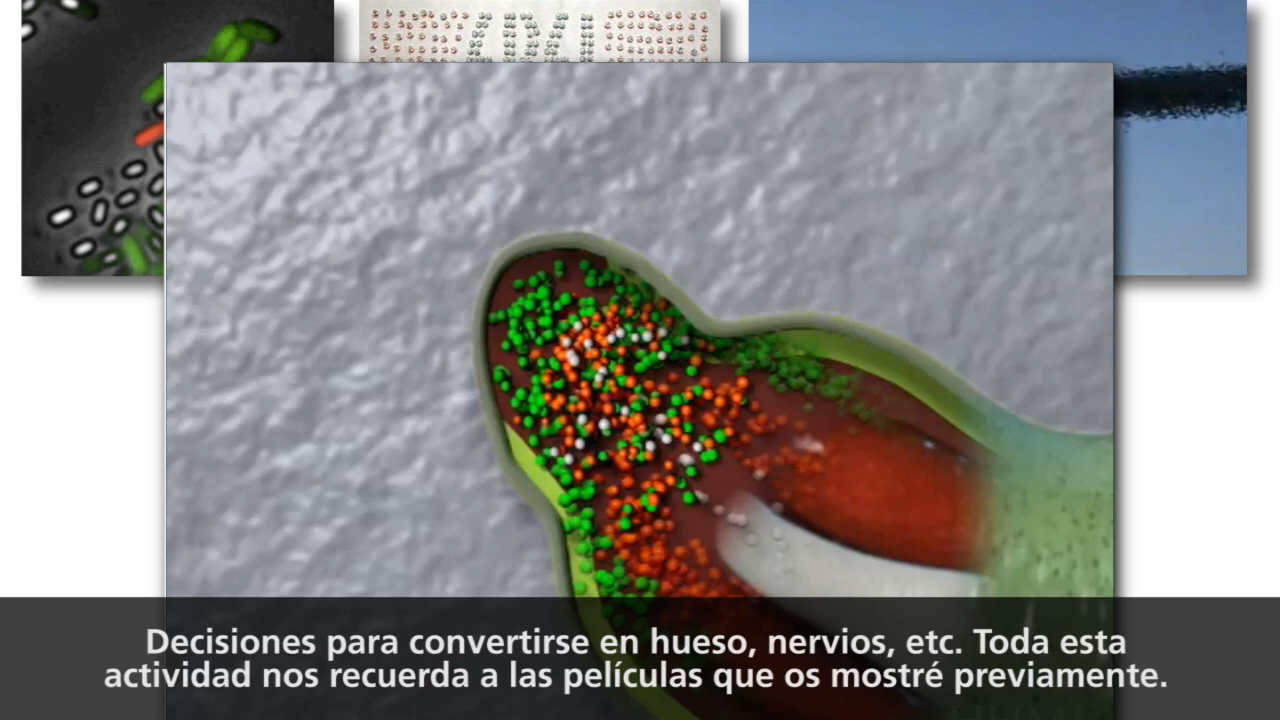 Decisiones para convertirse en hueso, nervios, etc. Toda esta
actividad nos recuerda a las películas que os mostré previamente.